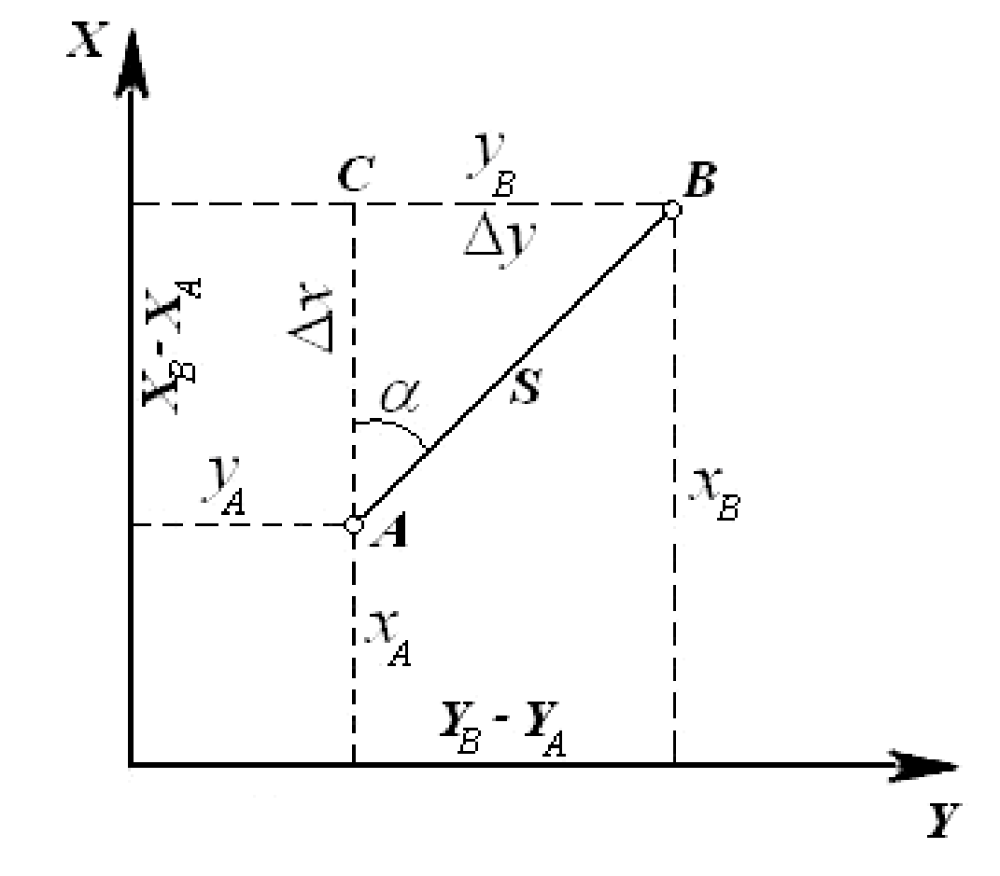 X
C
y_B
B
Δy
X_B - X_A
Δx
α
S
y_A
A
x_B
x_A
Y_B - Y_A
Y